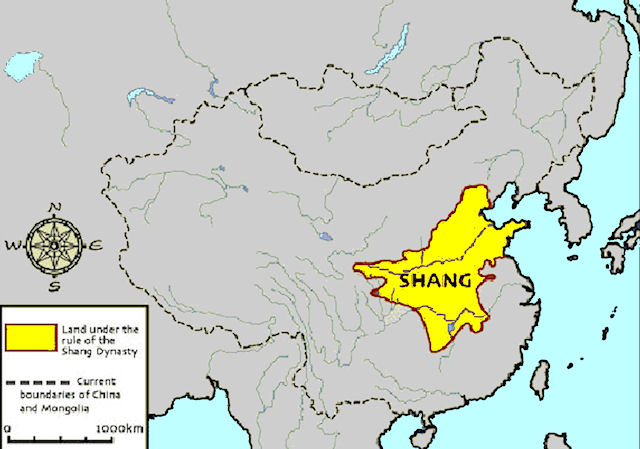 N
W E
S
SHANG
Land under the
rule of the
Shang Dynasty
Current
boundaries of China
and Mongolia
0 1000km